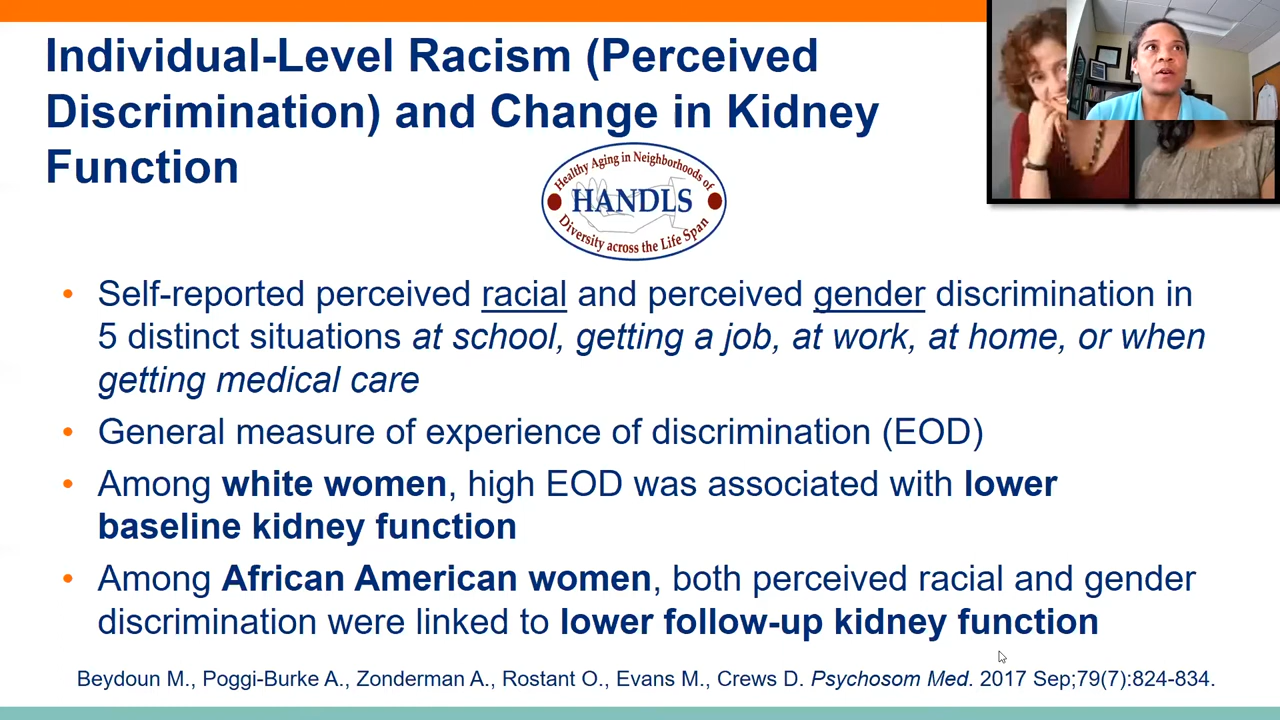 Individual-Level Racism (Perceived
Discrimination) and Change in Kidney
Function
Healthy Aging in Neighborhoods of
HANDLS
Diversity across the Life Span
• Self-reported perceived racial and perceived gender discrimination in
5 distinct situations at school, getting a job, at work, at home, or when
getting medical care
• General measure of experience of discrimination (EOD)
• Among white women, high EOD was associated with lower
baseline kidney function
• Among African American women, both perceived racial and gender
discrimination were linked to lower follow-up kidney function
Beydoun M., Poggi-Burke A., Zonderman A., Rostant O., Evans M., Crews D. Psychosom Med. 2017 Sep;79(7):824-834.